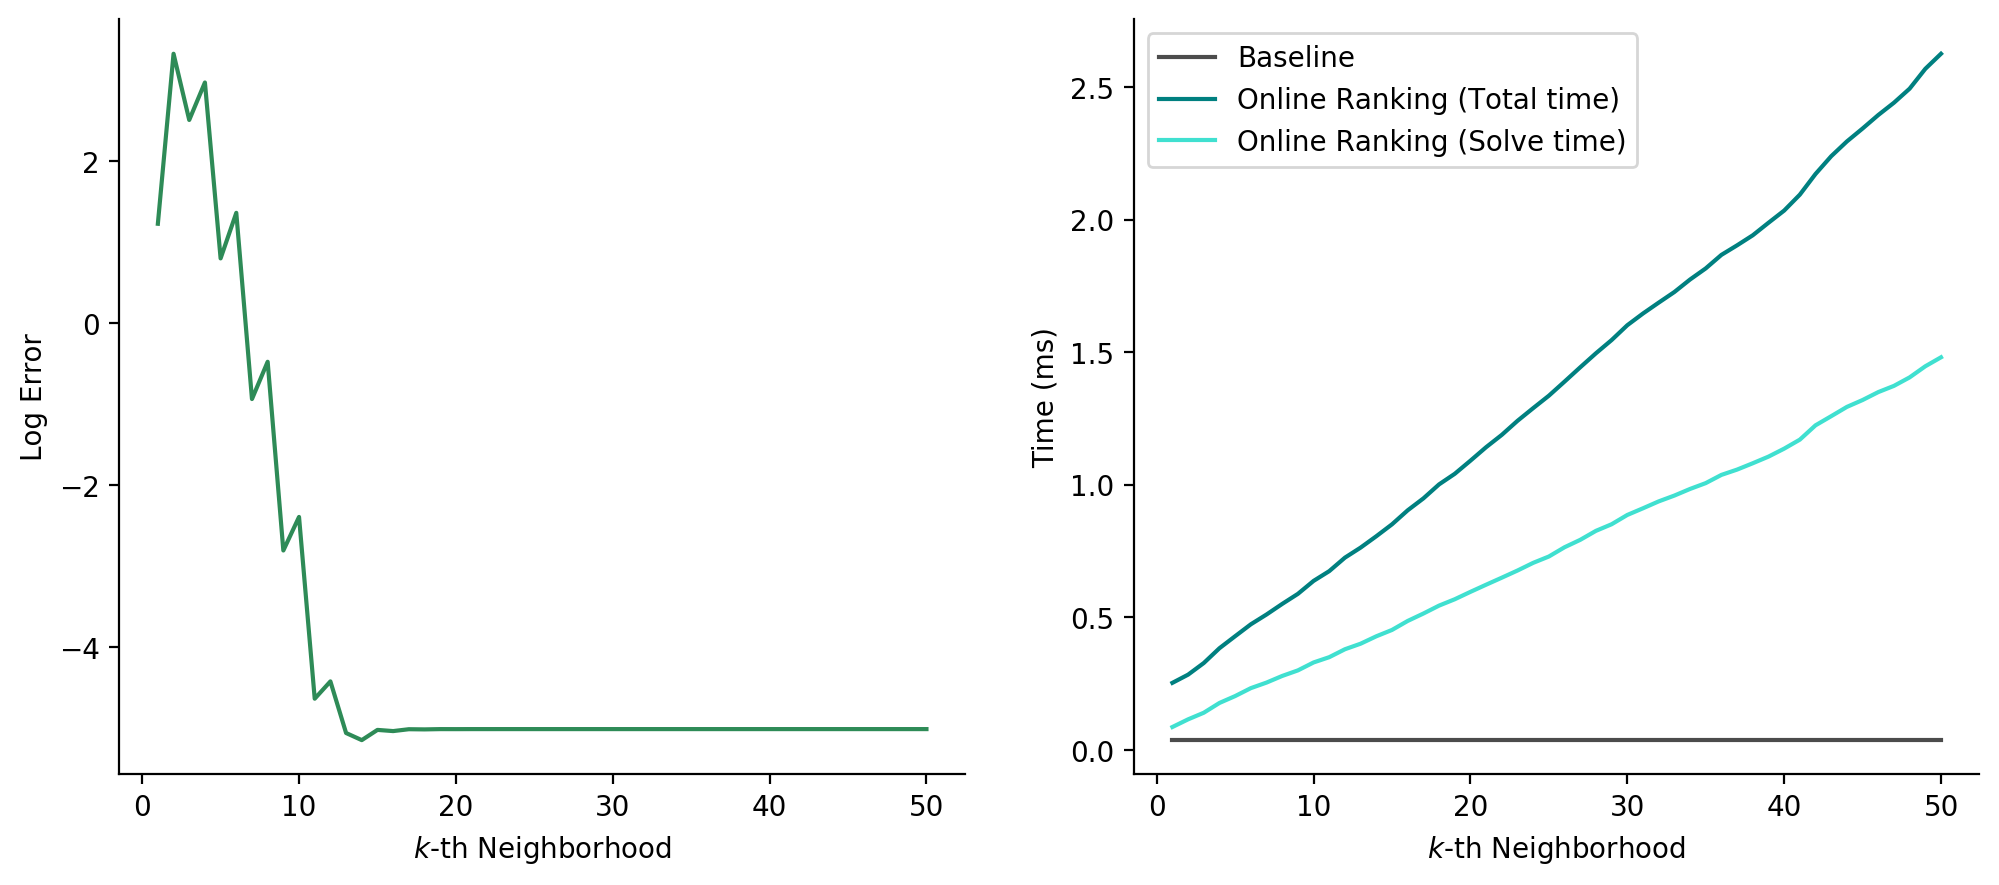 Log Error
2
0
−2
−4
0 10 20 30 40 50
k-th Neighborhood
Time (ms)
2.5
2.0
1.5
1.0
0.5
0.0
0 10 20 30 40 50
k-th Neighborhood
Baseline
Online Ranking (Total time)
Online Ranking (Solve time)